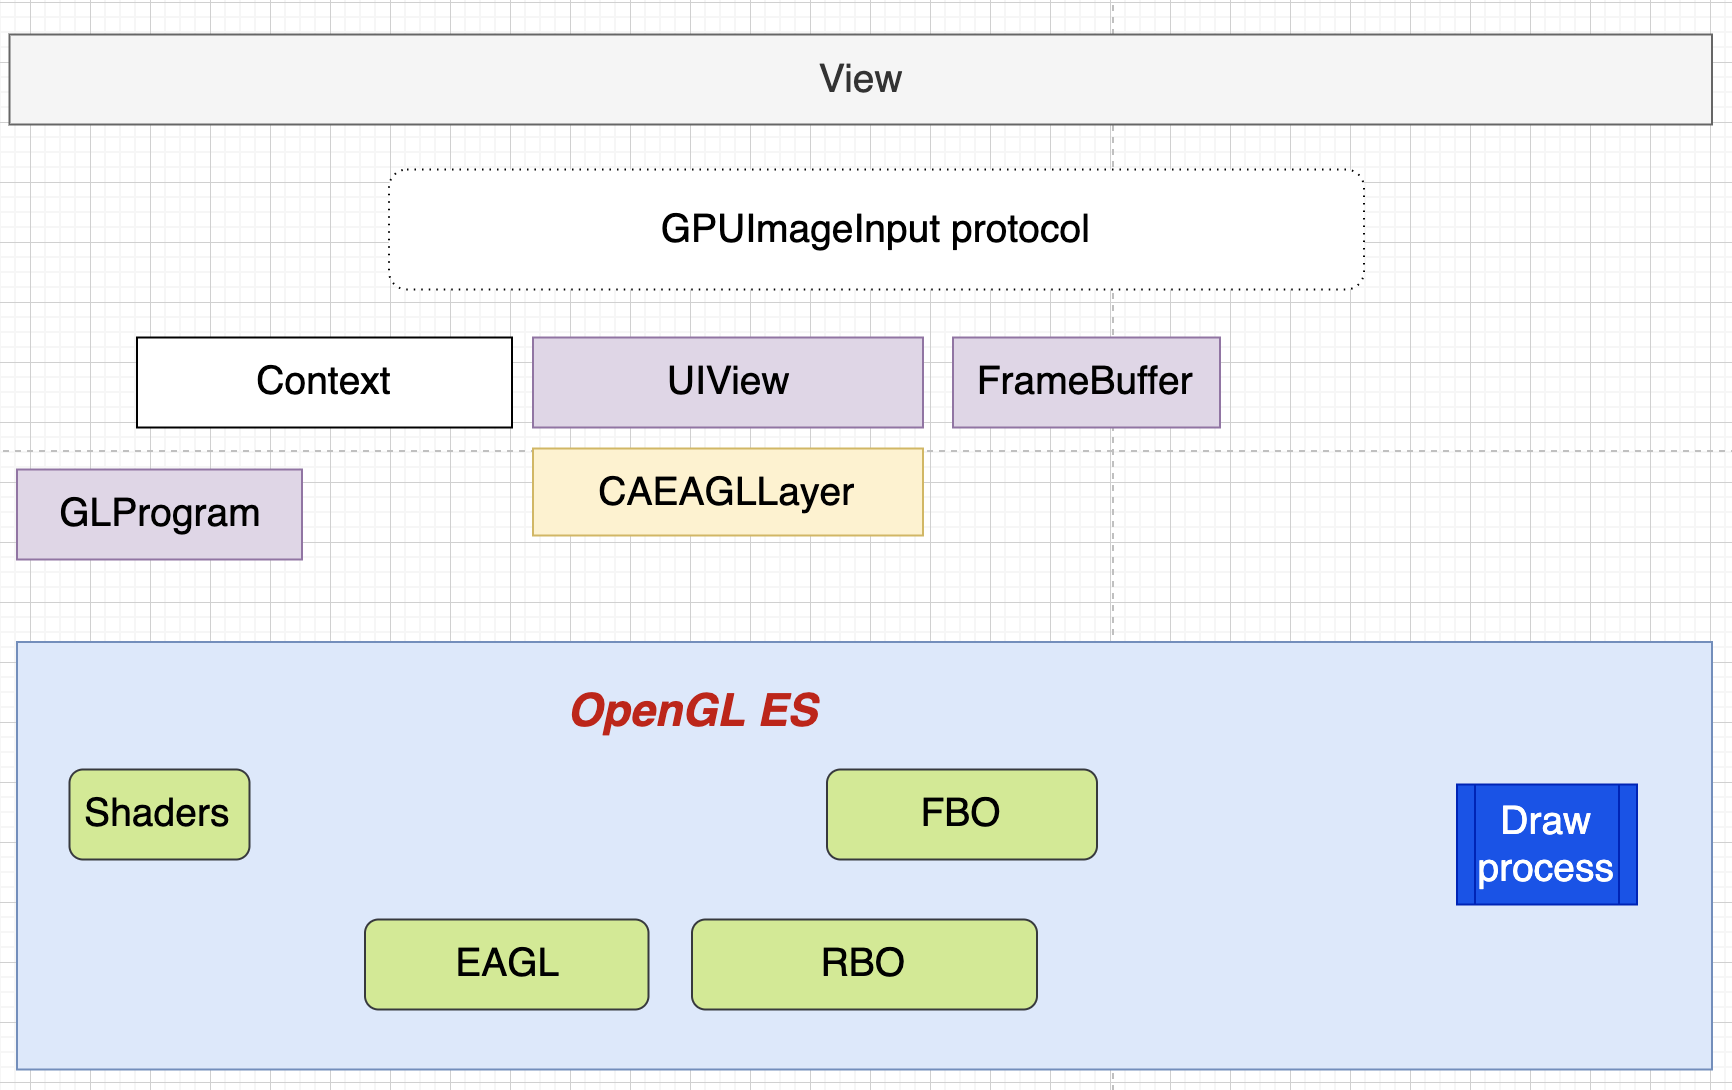 View
GPUImageInput protocol
Context
UIView
FrameBuffer
CAEAGLLayer
GLProgram
OpenGL ES
Shaders
FBO
Draw
process
EAGL
RBO